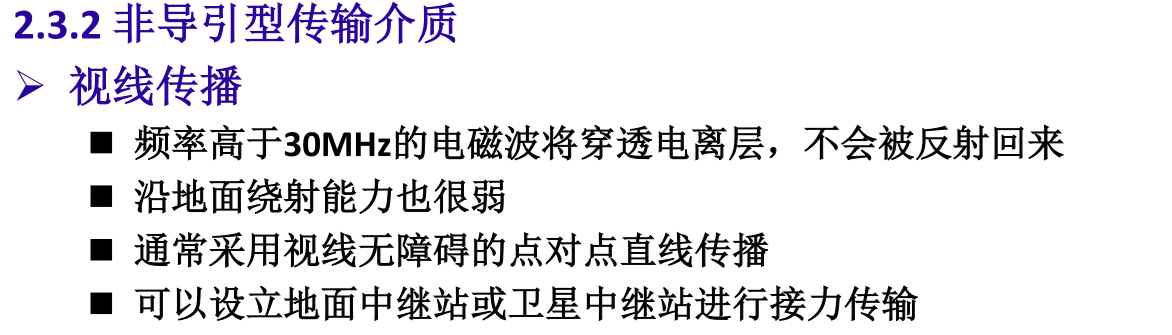 2.3.2 非导引型传输介质
➢ 视线传播
■ 频率高于30MHz的电磁波将穿透电离层，不会被反射回来
■ 沿地面绕射能力也很弱
■ 通常采用视线无障碍的点对点直线传播
■ 可以设立地面中继站或卫星中继站进行接力传输